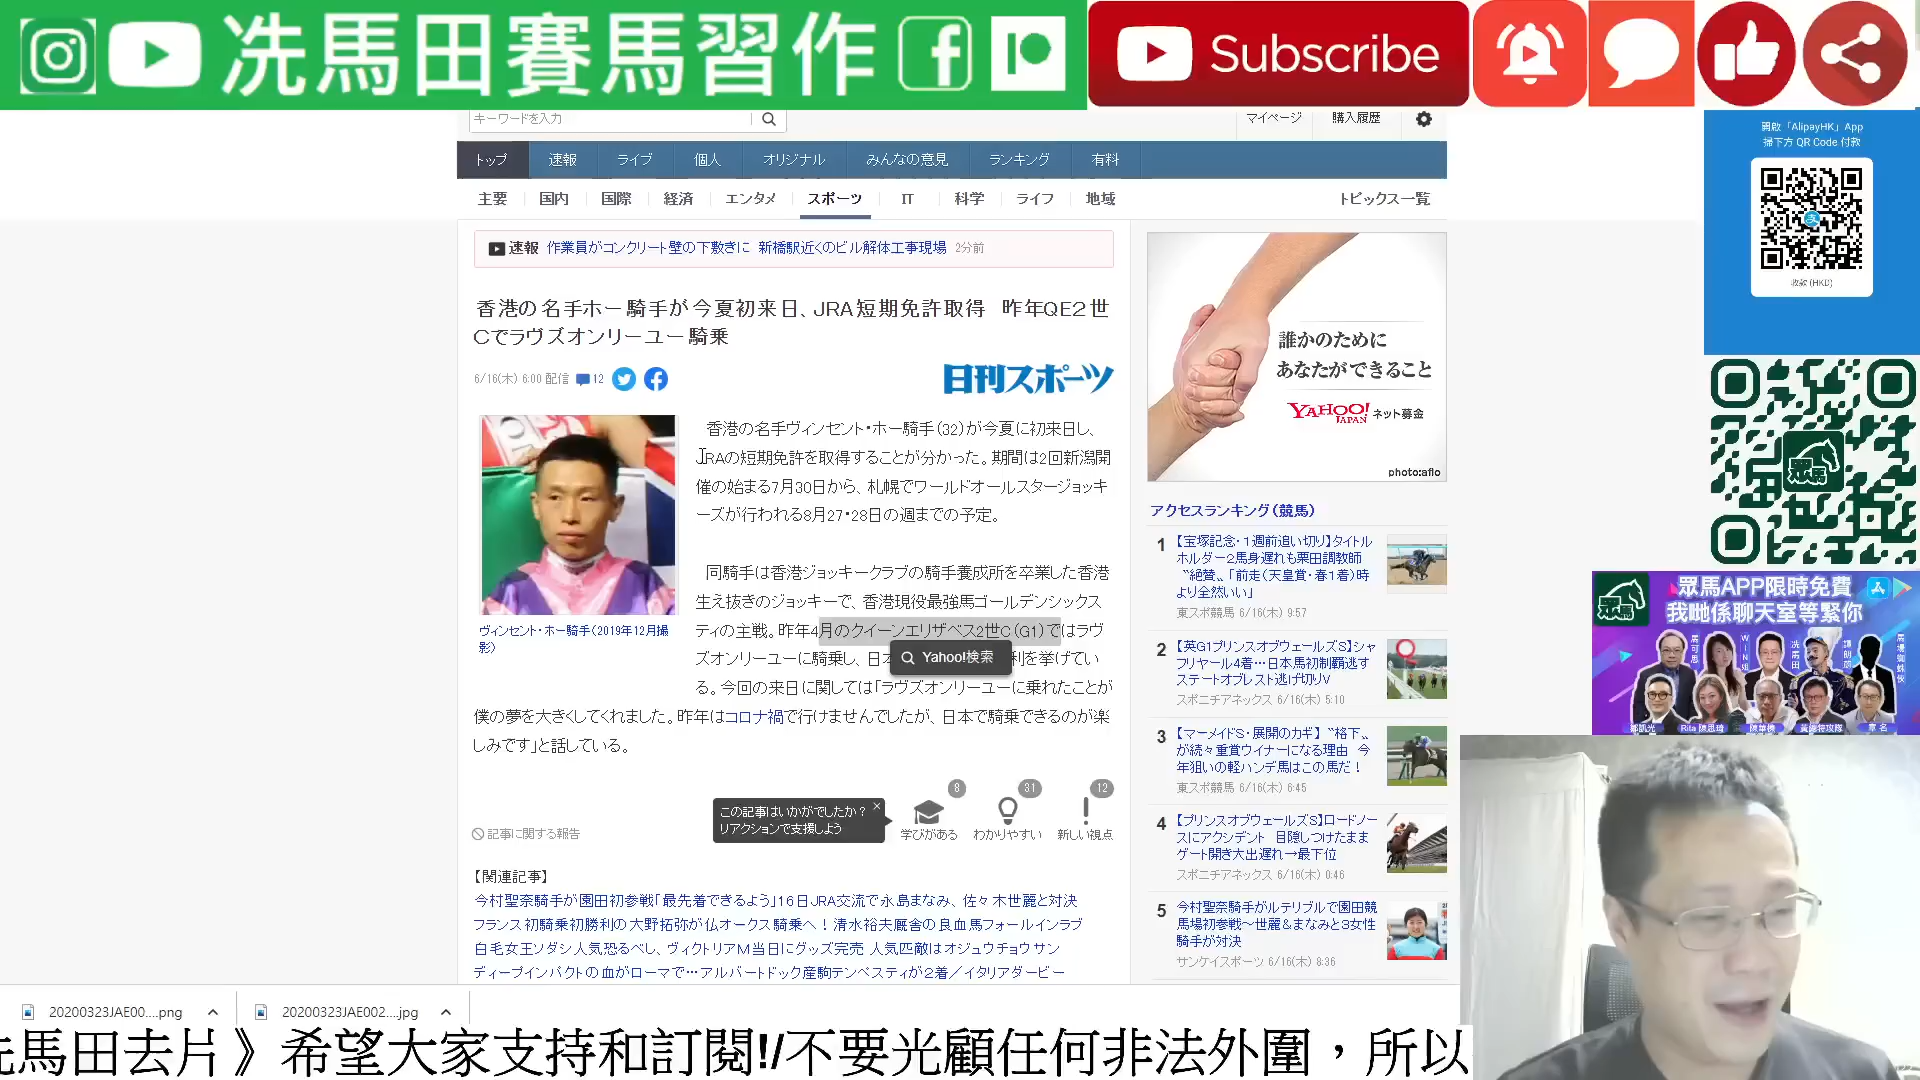 冼馬田賽馬習作
Subscribe
キーワードを入力
マイページ
購入履歴
トップ 速報 ライブ 個人 オリジナル みんなの意見 ランキング 有料
主要 国内 国際 経済 エンタメ スポーツ IT 科学 ライフ 地域 トピックス一覧
速報 作業員がコンクリート壁の下敷きに 新橋駅近くのビル解体工事現場 2分前
香港の名手ホー騎手が今夏初来日、JRA短期免許取得 昨年QE2世
Cでラヴズオンリーユー騎乗
6/16(木) 6:00 配信 12
日刊スポーツ
香港の名手ヴィンセント・ホー騎手(32)が今夏に初来日し、
JRAの短期免許を取得することが分かった。期間は2回新潟開
催の始まる7月30日から、札幌でワールドオールスタージョッキ
ーズが行われる8月27・28日の週までの予定。
同騎手は香港ジョッキークラブの騎手養成所を卒業した香港
生え抜きのジョッキーで、香港現役最強馬ゴールデンシックス
ティの主戦。昨年4月のクイーンエリザベス2世C(G1)ではラヴ
ズオンリーユーに騎乗し、日本
利を挙げてい
Yahoo!検索
る。今回の来日に関しては「ラヴズオンリーユーに乗れたことが
僕の夢を大きくしてくれました。昨年はコロナ禍で行けませんでしたが、日本で騎乗できるのが楽
しみです」と話している。
ヴィンセント・ホー騎手(2019年12月撮
影)
この記事はいかがでしたか?
リアクションで支援しよう
×
8
31
12
学びがある
わかりやすい
新しい視点
記事に関する報告
【関連記事】
今村聖奈騎手が園田初参戦「最先着できるよう」16日JRA交流で永島まなみ、佐々木世麗と対決
フランス初騎乗初勝利の大野拓弥が仏オークス騎乗へ!清水裕夫厩舎の良血馬フォールインラブ
白毛女王ソダシ人気恐るべし、ヴィクトリアM当日にグッズ完売 人気匹敵はオジュウチョウサン
ディープインパクトの血がローマで…アルバートドック産駒テンペスティが2着/イタリアダービー
誰かのために
あなたができること
YAHOO! JAPAN ネット募金
photo:aflo
アクセスランキング(競馬)
1
【宝塚記念・1週前追い切り】タイトル
ホルダー2馬身遅れも栗田調教師
〝絶賛〟「前走(天皇賞・春1着)時
より全然いい」
東スポ競馬 6/16(木) 9:57
2
【英G1プリンスオブウェールズS】シャ
フリヤール4着…日本馬初制覇逃す
ステートオブレスト逃げ切りV
スポニチアネックス 6/16(木) 5:10
3
【マーメイドS・展開のカギ】〝格下〟
が続々重賞ウイナーになる理由 今
年狙いの軽ハンデ馬はこの馬だ!
東スポ競馬 6/16(木) 6:45
4
【プリンスオブウェールズS】ロードノー
スにアクシデント 目隠しつけたまま
ゲート開き大出遅れ→最下位
スポニチアネックス 6/16(木) 0:46
5
今村聖奈騎手がルテリブルで園田競
馬場初参戦~世麗&まなみと3女性
騎手が対決
サンケイスポーツ 6/16(木) 8:36
開啟「AlipayHK」App
掃下方 QR Code 付款
收款 (HKD)
眾馬
眾馬APP限時免費
我哋係聊天室等緊你
Rita 陳思琦
20200323JAE00....png
20200323JAE002....jpg
冼馬田去片》希望大家支持和訂閱!/不要光顧任何非法外圍,所以